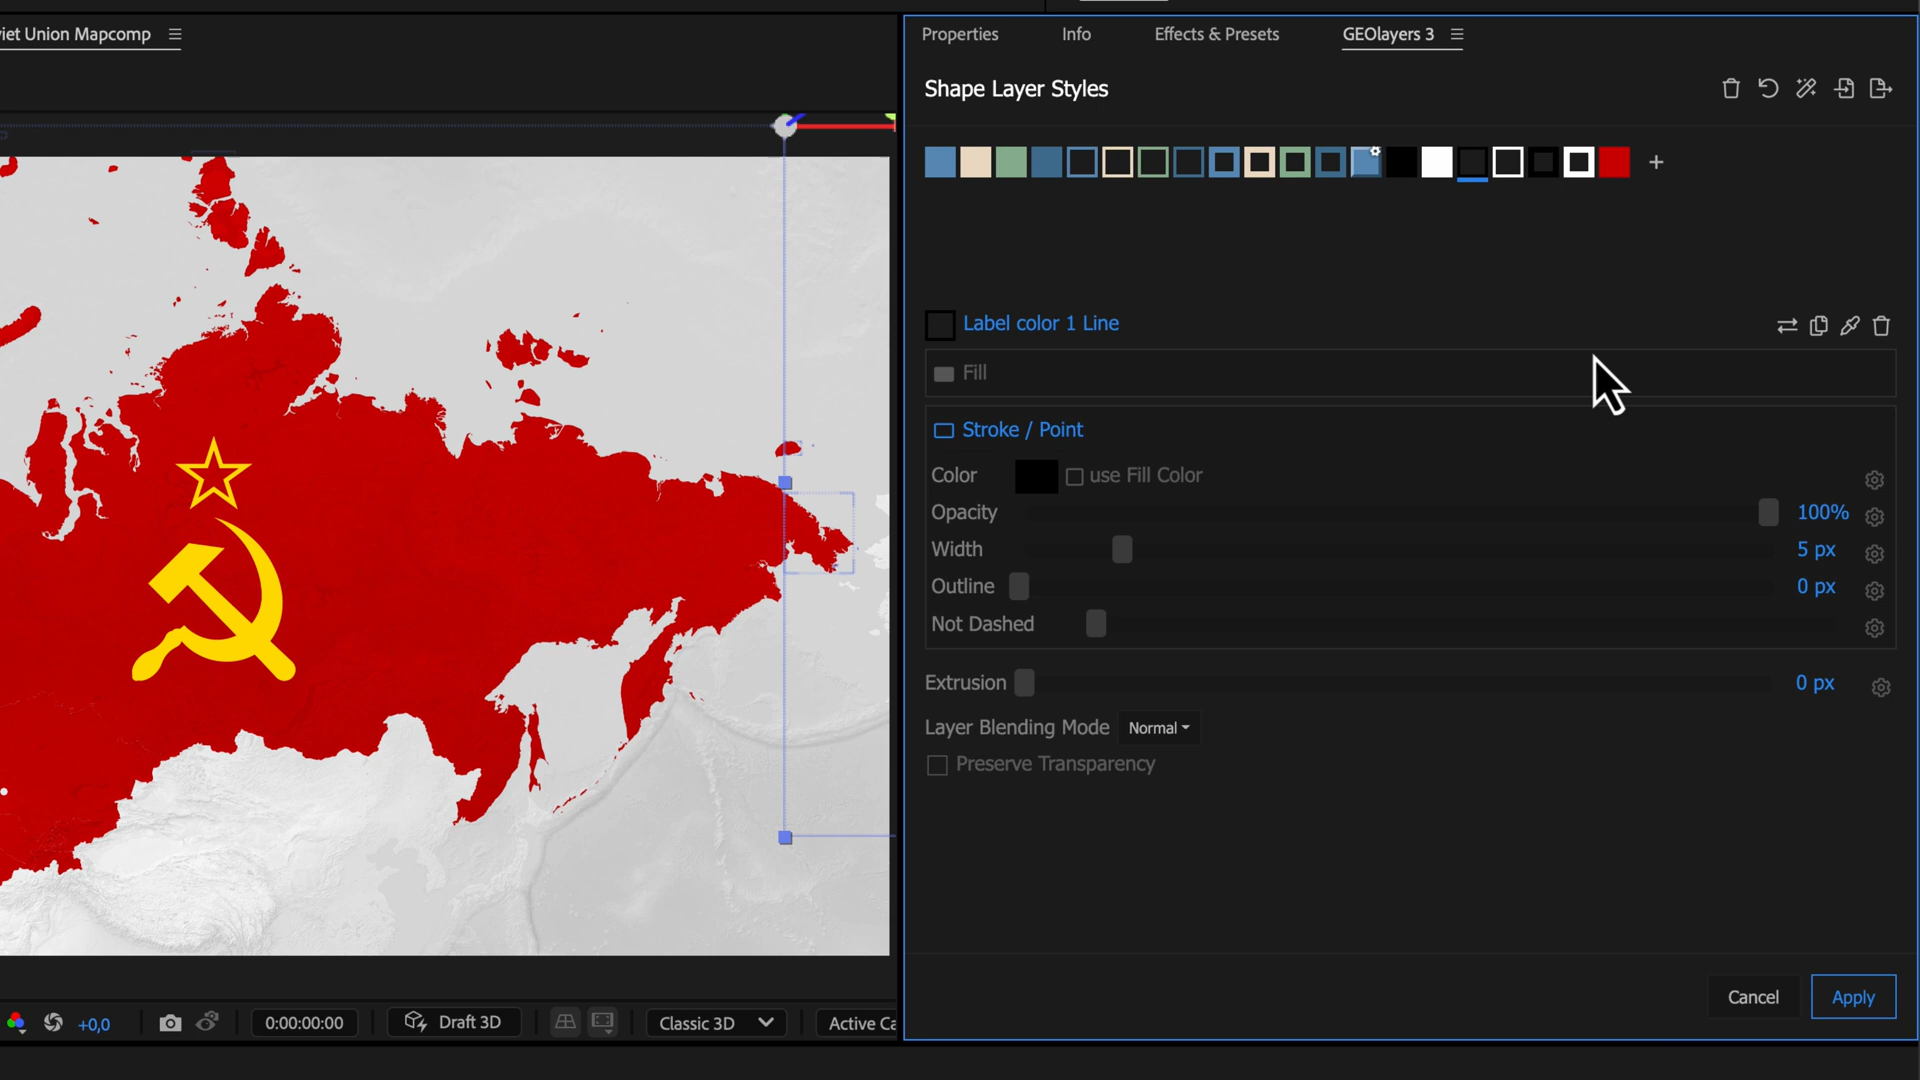 iet Union Mapcomp
Properties
Info
Effects & Presets
GEOlayers 3
Shape Layer Styles
Label color 1 Line
Fill
Stroke / Point
Color
use Fill Color
Opacity
100%
Width
5 px
Outline
0 px
Not Dashed
Extrusion
0 px
Layer Blending Mode
Normal
Preserve Transparency
Cancel
Apply
+0,0
0:00:00:00
Draft 3D
Classic 3D
Active Ca